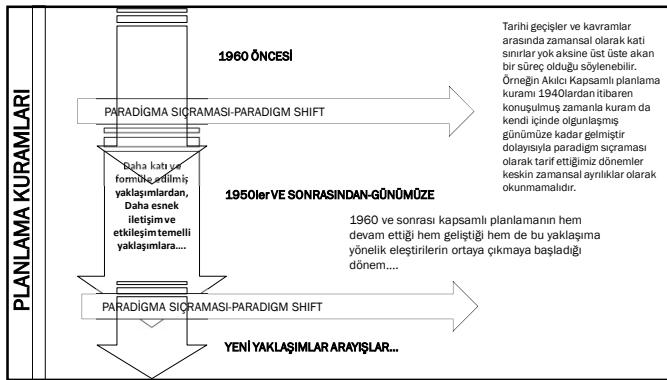 PLANLAMA KURAMLARI
1960 ÖNCESİ
Tarihi geçişler ve kavramlar
arasında zamansal olarak kati
sınırlar yok aksine üst üste akan
bir süreç olduğu söylenebilir.
Örneğin Akılcı Kapsamlı planlama
kuramı 1940lardan itibaren
konuşulmuş zamanla kuram da
kendi içinde olgunlaşmış
günümüze kadar gelmiştir
dolayısıyla paradigm sıçraması
olarak tarif ettiğimiz dönemler
keskin zamansal ayrılıklar olarak
okunmamalıdır.
PARADİGMA SIÇRAMASI-PARADIGM SHIFT
Daha katı ve
formüle edilmiş
yaklaşımlardan,
Daha esnek
iletişim ve
etkileşim temelli
yaklaşımlara....
1950ler VE SONRASINDAN-GÜNÜMÜZE
1960 ve sonrası kapsamlı planlamanın hem
devam ettiği hem geliştiği hem de bu yaklaşıma
yönelik eleştirilerin ortaya çıkmaya başladığı
dönem....
PARADİGMA SIÇRAMASI-PARADIGM SHIFT
YENİ YAKLAŞIMLAR ARAYIŞLAR...